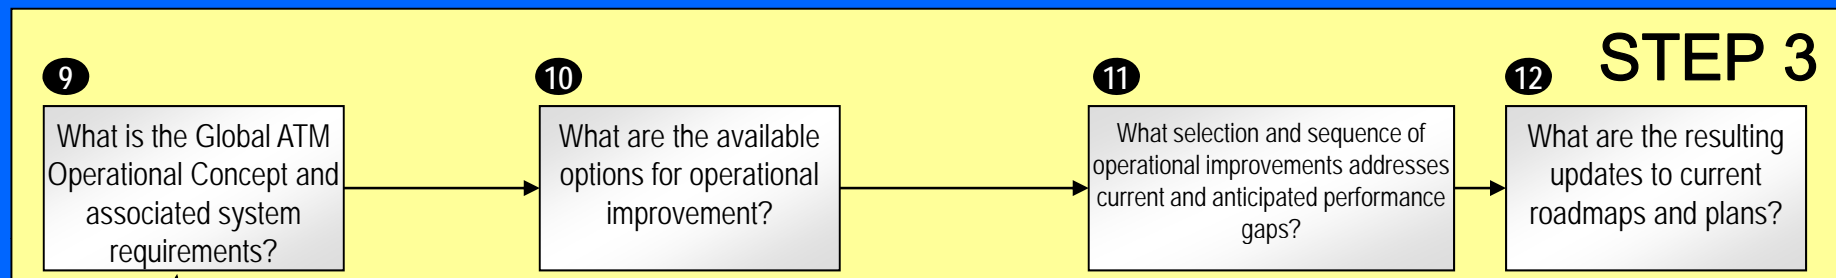 STEP 3
9
What is the Global ATM
Operational Concept and
associated system
requirements?
10
What are the available
options for operational
improvement?
11
What selection and sequence of
operational improvements addresses
current and anticipated performance
gaps?
12
What are the resulting
updates to current
roadmaps and plans?